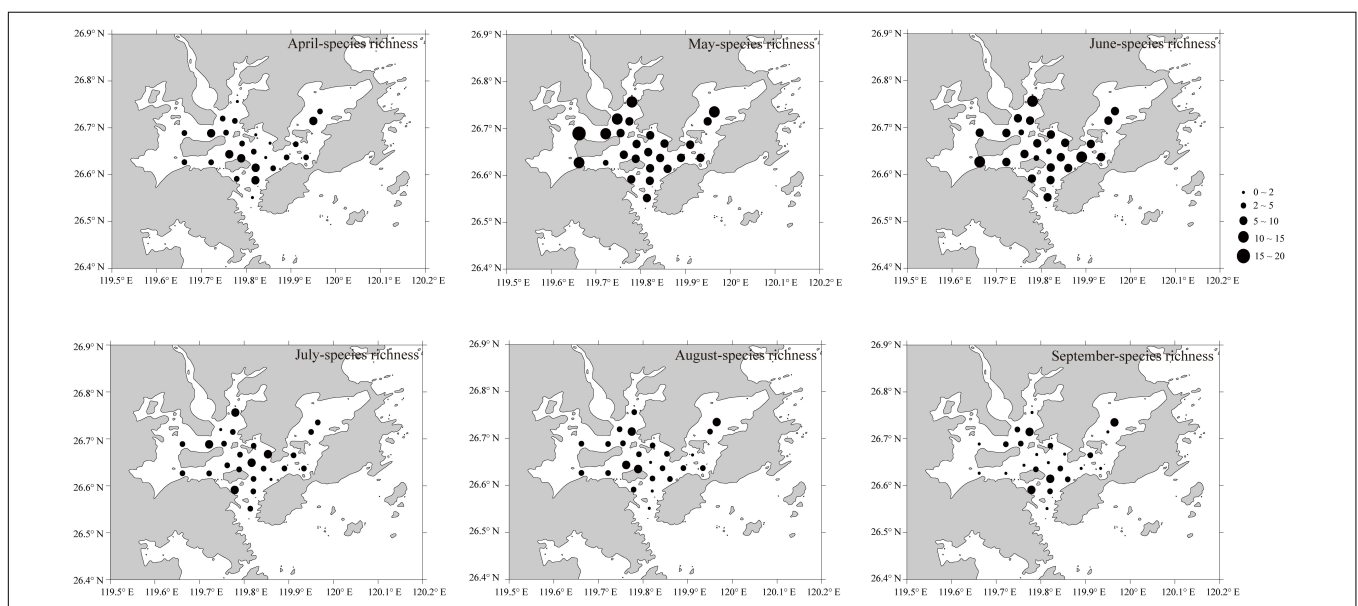 April-species richness
26.9° N
26.8° N
26.7° N
26.6° N
26.5° N
26.4° N
119.5° E 119.6° E 119.7° E 119.8° E 119.9° E 120° E 120.1° E 120.2° E
May-species richness
26.9° N
26.8° N
26.7° N
26.6° N
26.5° N
26.4° N
119.5° E 119.6° E 119.7° E 119.8° E 119.9° E 120° E 120.1° E 120.2° E
June-species richness
26.9° N
26.8° N
26.7° N
26.6° N
26.5° N
26.4° N
119.5° E 119.6° E 119.7° E 119.8° E 119.9° E 120° E 120.1° E 120.2° E
0 ~ 2
2 ~ 5
5 ~ 10
10 ~ 15
15 ~ 20
July-species richness
26.9° N
26.8° N
26.7° N
26.6° N
26.5° N
26.4° N
119.5° E 119.6° E 119.7° E 119.8° E 119.9° E 120° E 120.1° E 120.2° E
August-species richness
26.9° N
26.8° N
26.7° N
26.6° N
26.5° N
26.4° N
119.5° E 119.6° E 119.7° E 119.8° E 119.9° E 120° E 120.1° E 120.2° E
September-species richness
26.9° N
26.8° N
26.7° N
26.6° N
26.5° N
26.4° N
119.5° E 119.6° E 119.7° E 119.8° E 119.9° E 120° E 120.1° E 120.2° E